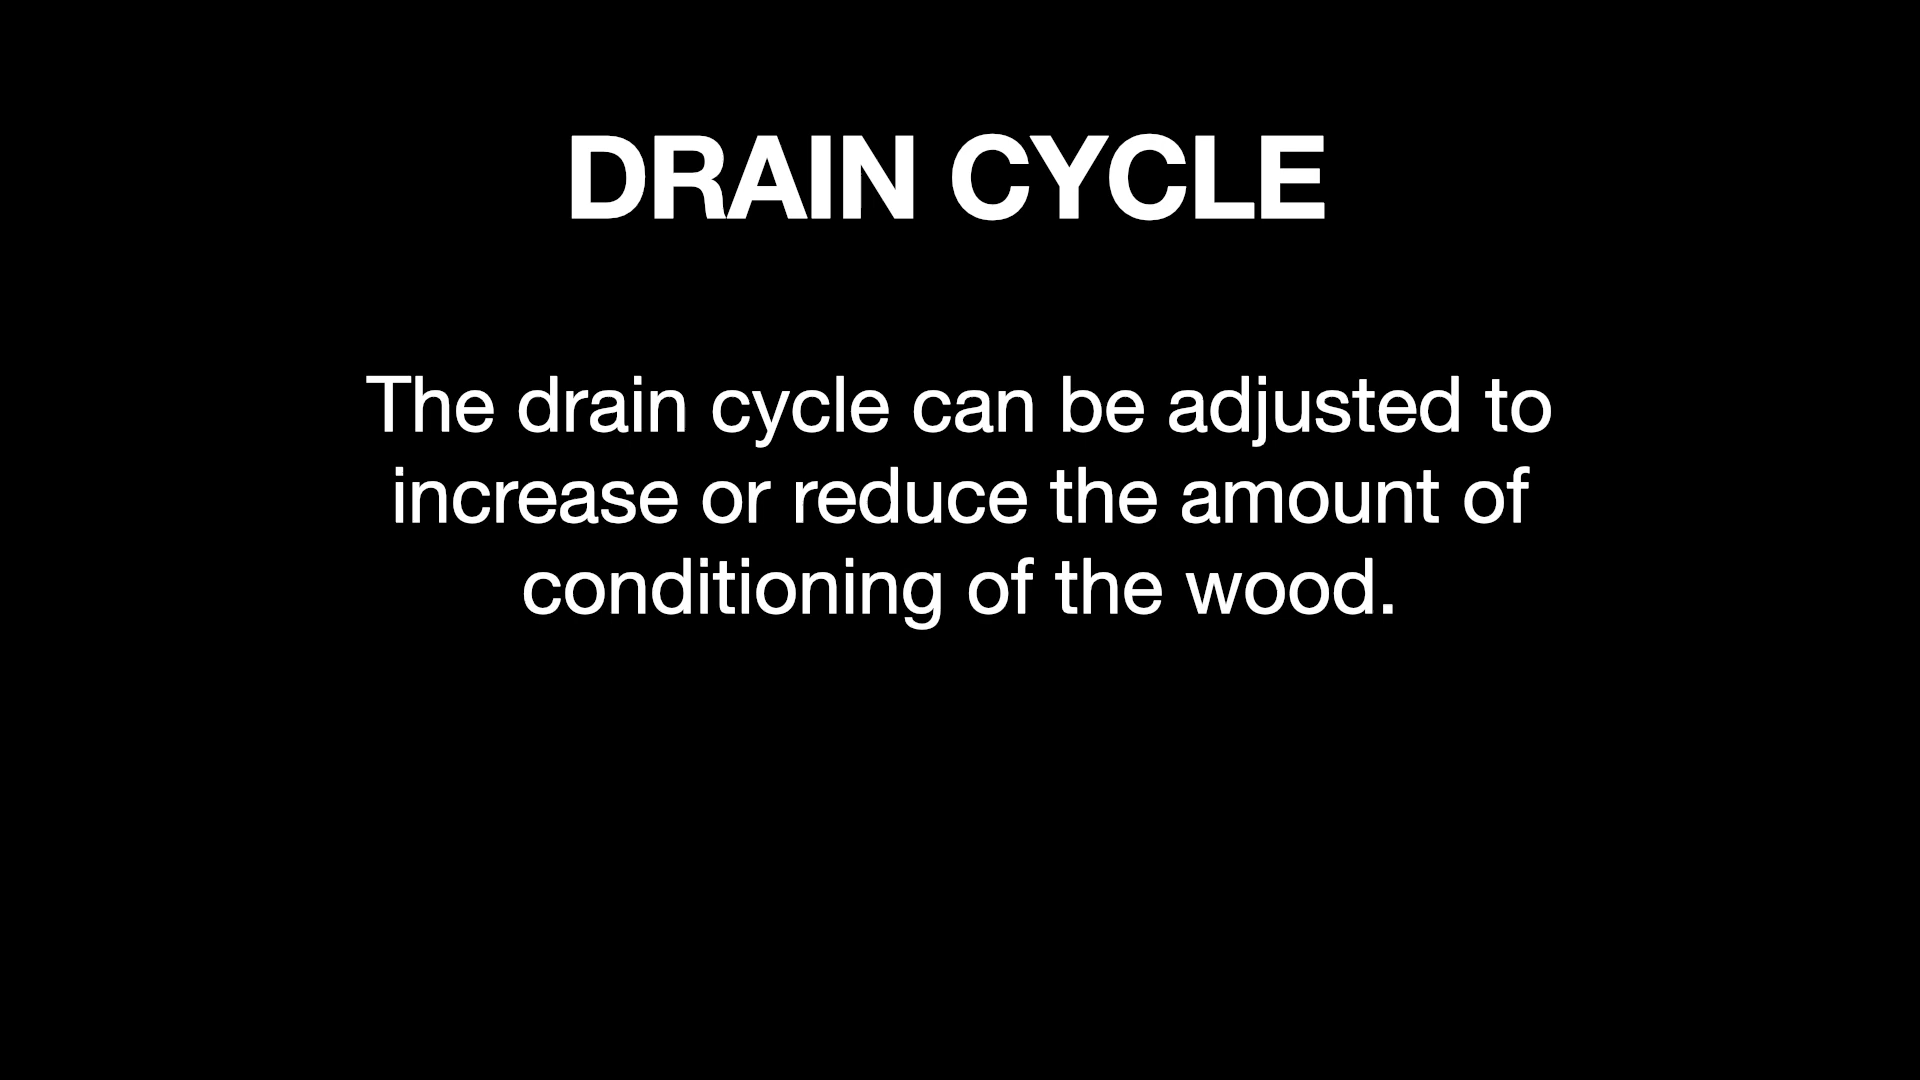 DRAIN CYCLE
The drain cycle can be adjusted to
increase or reduce the amount of
conditioning of the wood.